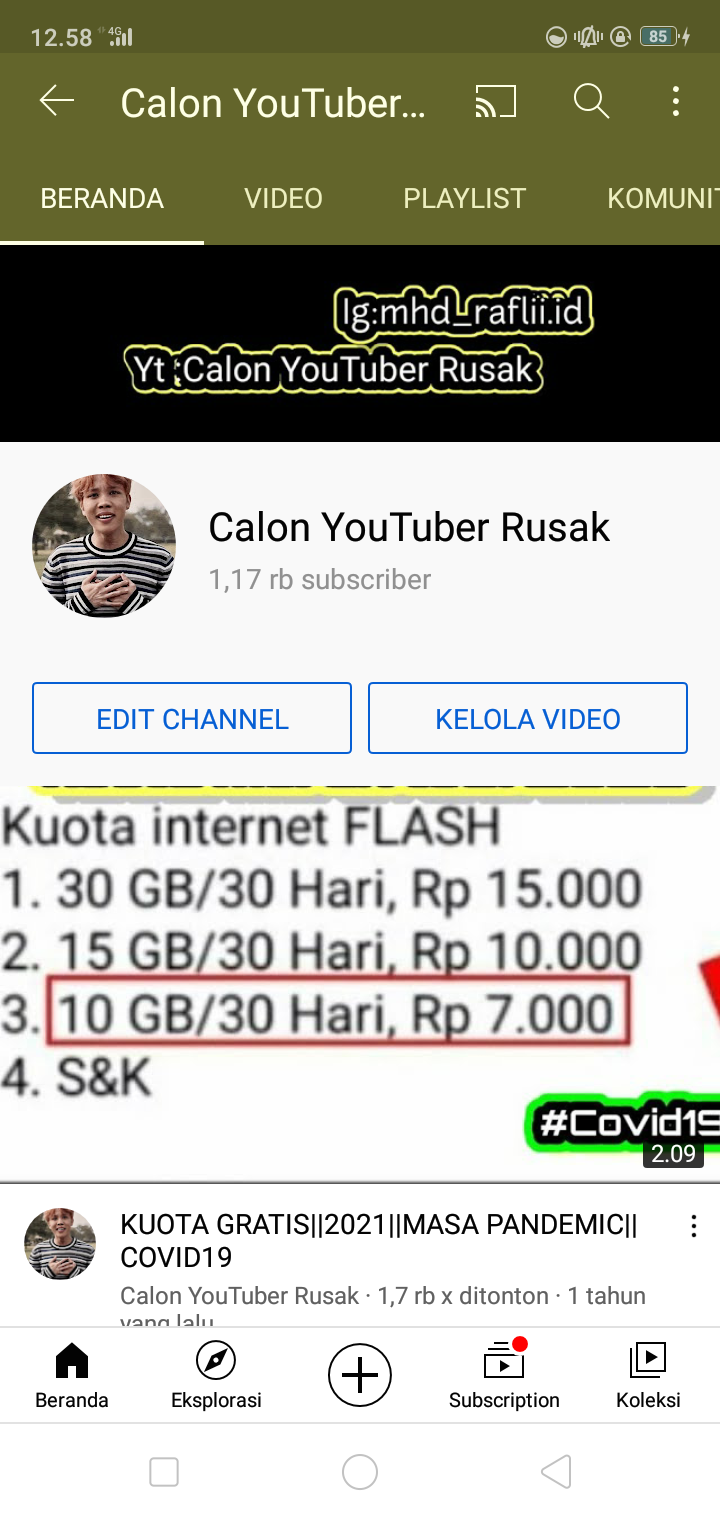 12.58 4G 85
Calon YouTuber...
BERANDA VIDEO PLAYLIST KOMUNIT
Ig:mhd_raflii.id
Yt :Calon YouTuber Rusak
Calon YouTuber Rusak
1,17 rb subscriber
EDIT CHANNEL KELOLA VIDEO
Kuota internet FLASH
1. 30 GB/30 Hari, Rp 15.000
2. 15 GB/30 Hari, Rp 10.000
3. 10 GB/30 Hari, Rp 7.000
4. S&K
#Covid19
2.09
KUOTA GRATIS||2021||MASA PANDEMIC||
COVID19
Calon YouTuber Rusak · 1,7 rb x ditonton · 1 tahun
yang lalu
Beranda Eksplorasi Subscription Koleksi